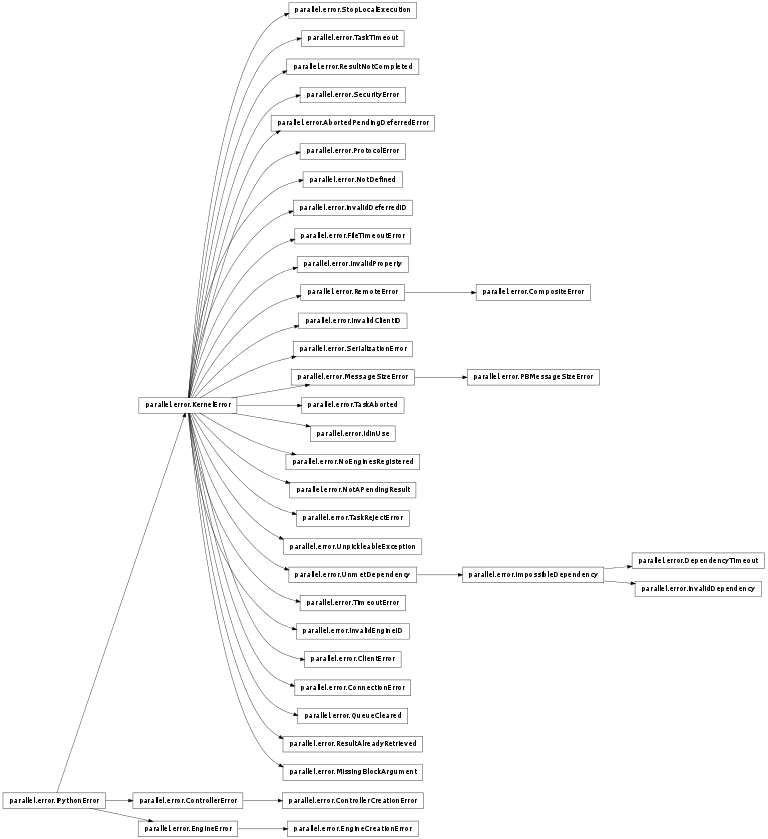 parallel.error.StopLocalExecution
parallel.error.TaskTimeout
parallel.error.ResultNotCompleted
parallel.error.SecurityError
parallel.error.AbortedPendingDeferredError
parallel.error.ProtocolError
parallel.error.NotDefined
parallel.error.InvalidDeferredID
parallel.error.FileTimeoutError
parallel.error.InvalidProperty
parallel.error.RemoteError
parallel.error.CompositeError
parallel.error.InvalidClientID
parallel.error.SerializationError
parallel.error.MessageSizeError
parallel.error.PBMessageSizeError
parallel.error.KernelError
parallel.error.TaskAborted
parallel.error.IdInUse
parallel.error.NoEnginesRegistered
parallel.error.NotAPendingResult
parallel.error.TaskRejectError
parallel.error.UnpickleableException
parallel.error.UnmetDependency
parallel.error.ImpossibleDependency
parallel.error.DependencyTimeout
parallel.error.InvalidDependency
parallel.error.TimeoutError
parallel.error.InvalidEngineID
parallel.error.ClientError
parallel.error.ConnectionError
parallel.error.QueueCleared
parallel.error.ResultAlreadyRetrieved
parallel.error.MissingBlockArgument
parallel.error.IPythonError
parallel.error.ControllerError
parallel.error.ControllerCreationError
parallel.error.EngineError
parallel.error.EngineCreationError